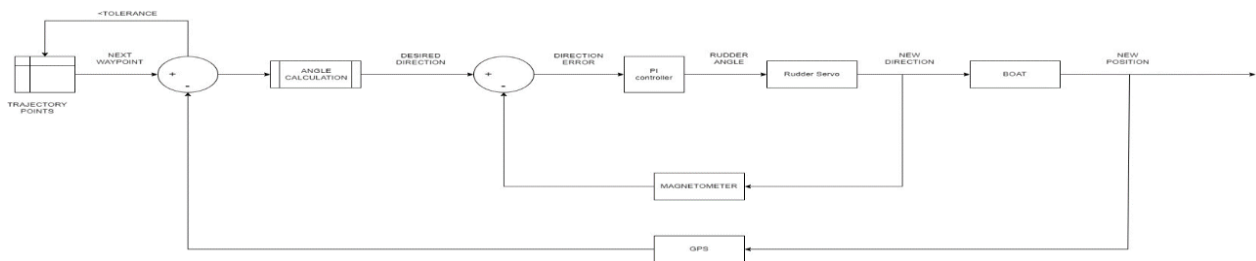 <TOLERANCE
NEXT
WAYPOINT
TRAJECTORY
POINTS
+
-
ANGLE
CALCULATION
DESIRED
DIRECTION
+
-
DIRECTION
ERROR
PI
controller
RUDDER
ANGLE
Rudder Servo
NEW
DIRECTION
BOAT
NEW
POSITION
MAGNETOMETER
GPS